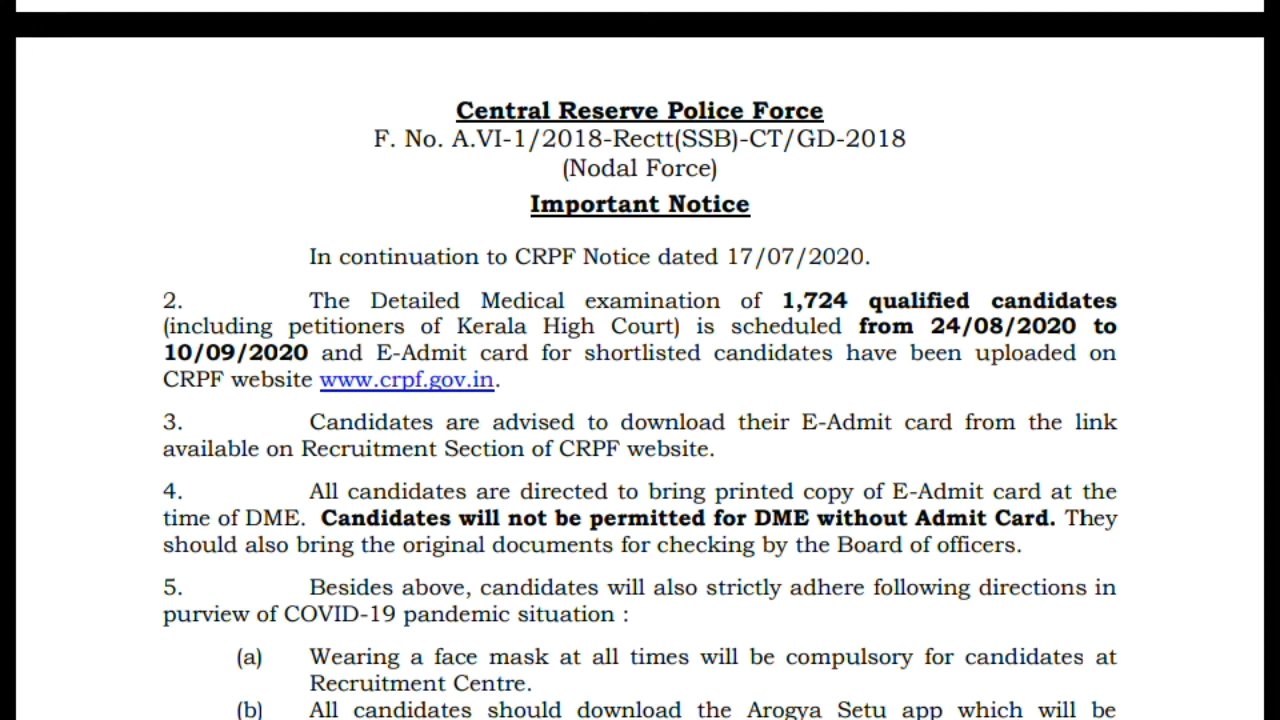 Central Reserve Police Force
F. No. A.VI-1/2018-Rectt(SSB)-CT/GD-2018
(Nodal Force)
Important Notice
In continuation to CRPF Notice dated 17/07/2020.
2. The Detailed Medical examination of 1,724 qualified candidates
(including petitioners of Kerala High Court) is scheduled from 24/08/2020 to
10/09/2020 and E-Admit card for shortlisted candidates have been uploaded on
CRPF website www.crpf.gov.in.
3. Candidates are advised to download their E-Admit card from the link
available on Recruitment Section of CRPF website.
4. All candidates are directed to bring printed copy of E-Admit card at the
time of DME. Candidates will not be permitted for DME without Admit Card. They
should also bring the original documents for checking by the Board of officers.
5. Besides above, candidates will also strictly adhere following directions in
purview of COVID-19 pandemic situation :
(a) Wearing a face mask at all times will be compulsory for candidates at
Recruitment Centre.
(b) All candidates should download the Arogya Setu app which will be